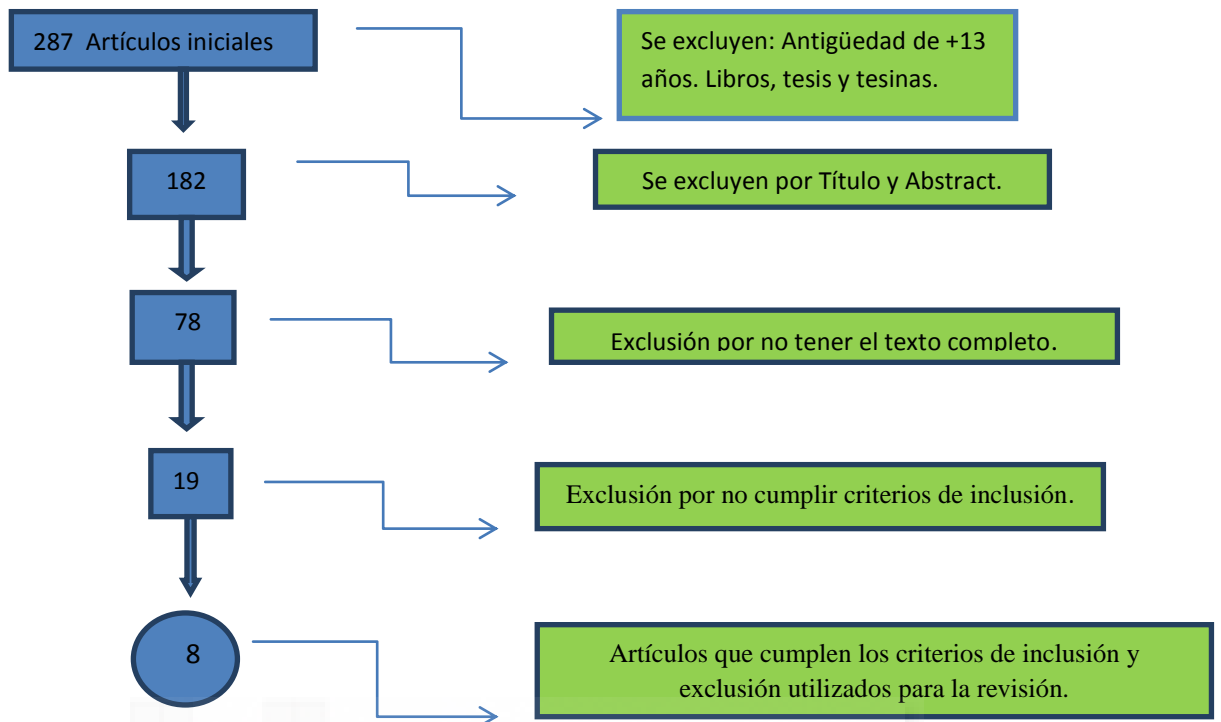 287 Artículos iniciales
Se excluyen: Antigüedad de +13
años. Libros, tesis y tesinas.
182
Se excluyen por Título y Abstract.
78
Exclusión por no tener el texto completo.
19
Exclusión por no cumplir criterios de inclusión.
8
Artículos que cumplen los criterios de inclusión y
exclusión utilizados para la revisión.